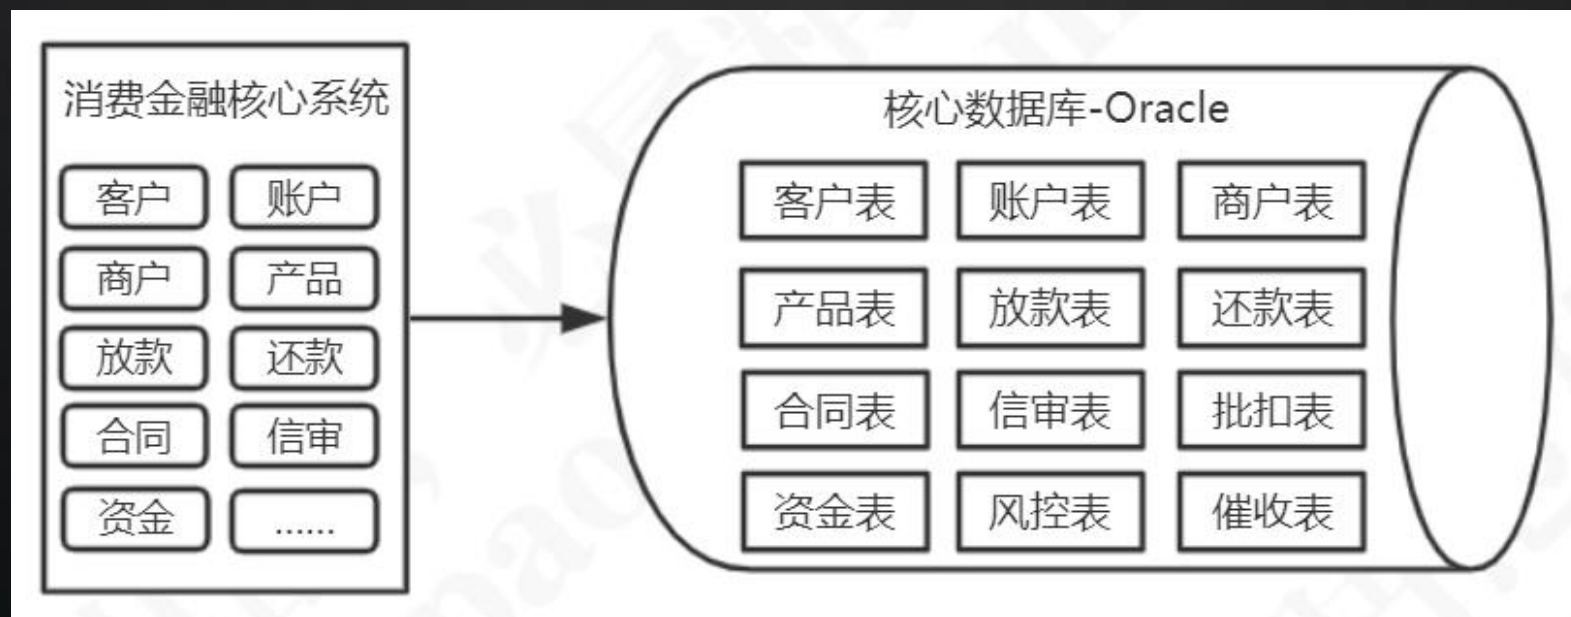 消费金融核心系统
客户 账户
商户 产品
放款 还款
合同 信审
资金 ......
核心数据库-Oracle
客户表 账户表 商户表
产品表 放款表 还款表
合同表 信审表 批扣表
资金表 风控表 催收表